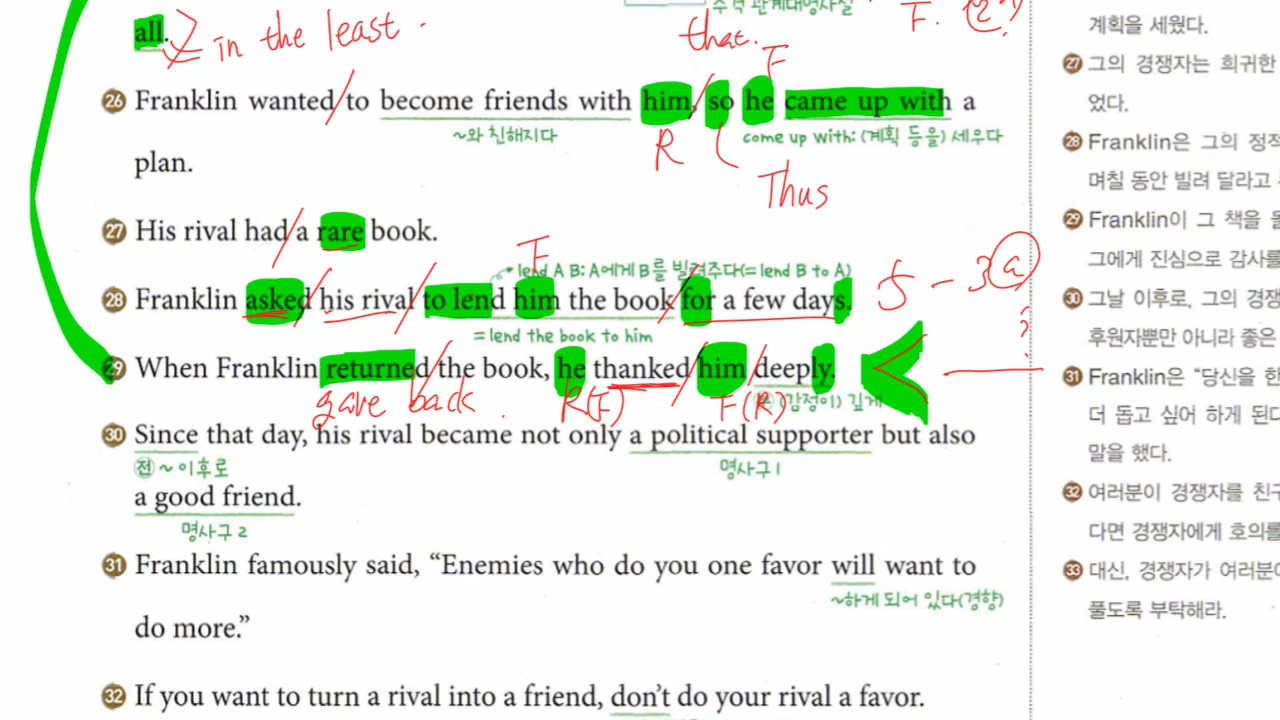 수식 관계대명사절
all. in the least.
that.
F. (2)
계획을 세웠다.
F
㉖ Franklin wanted / to become friends with him, / so he came up with a
~와 친해지다
R
come up with: (계획 등을) 세우다
plan.
Thus
㉗ His rival had / a rare book.
F
lend A B: A에게 B를 빌려주다(= lend B to A)
㉘ Franklin asked / his rival / to lend him the book / for a few days.
5 - 3 ⓐ
= lend the book to him
?
㉙ When Franklin returned / the book, he thanked / him / deeply.
gave back.
R(F)
F(R)
(감정이) 깊게
㉚ Since that day, his rival became not only a political supporter but also
전 ~ 이후로
명사구 1
a good friend.
명사구 2
㉛ Franklin famously said, “Enemies who do you one favor will want to
~하게 되어 있다(경향)
do more.”
㉜ If you want to turn a rival into a friend, don’t do your rival a favor.
㉗ 그의 경쟁자는 희귀한
었다.
㉘ Franklin은 그의 정적
며칠 동안 빌려 달라고
㉙ Franklin이 그 책을 돌
그에게 진심으로 감사를
㉚ 그날 이후로, 그의 경쟁
후원자뿐만 아니라 좋은
㉛ Franklin은 “당신을 한
더 돕고 싶어 하게 된다
말을 했다.
㉜ 여러분이 경쟁자를 친구
다면 경쟁자에게 호의를
㉝ 대신, 경쟁자가 여러분이
풀도록 부탁해라.